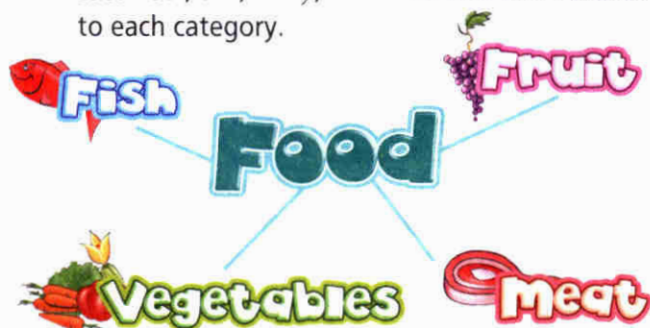 to each category.
Fish
Fruit
Food
Vegetables
Meat